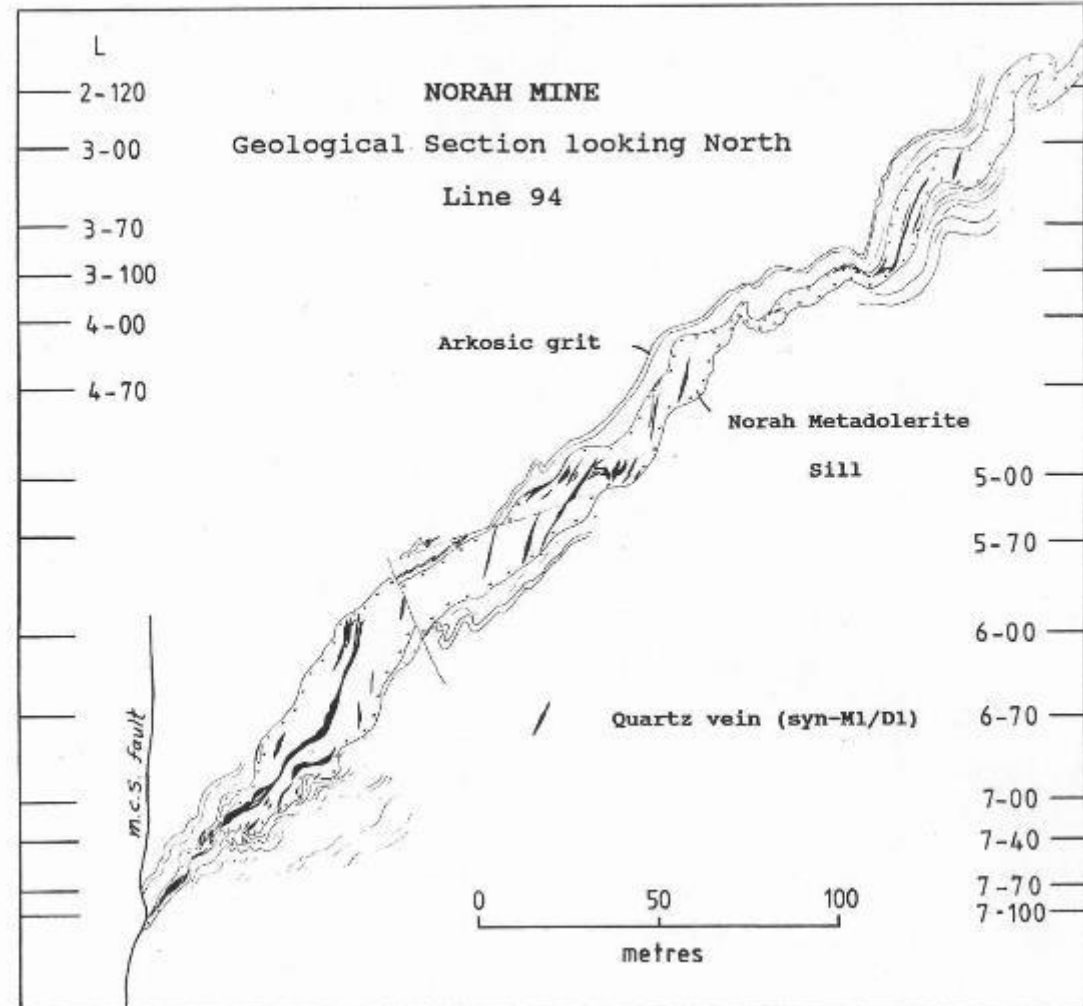 L
2-120
NORAH MINE
3-00
Geological Section looking North
Line 94
3-70
3-100
4-00
Arkosic grit
4-70
Norah Metadolerite
Sill
5-00
5-70
6-00
m.c.s. fault
Quartz vein (syn-M1/D1)
6-70
7-00
7-40
7-70
7-100
0 50 100
metres